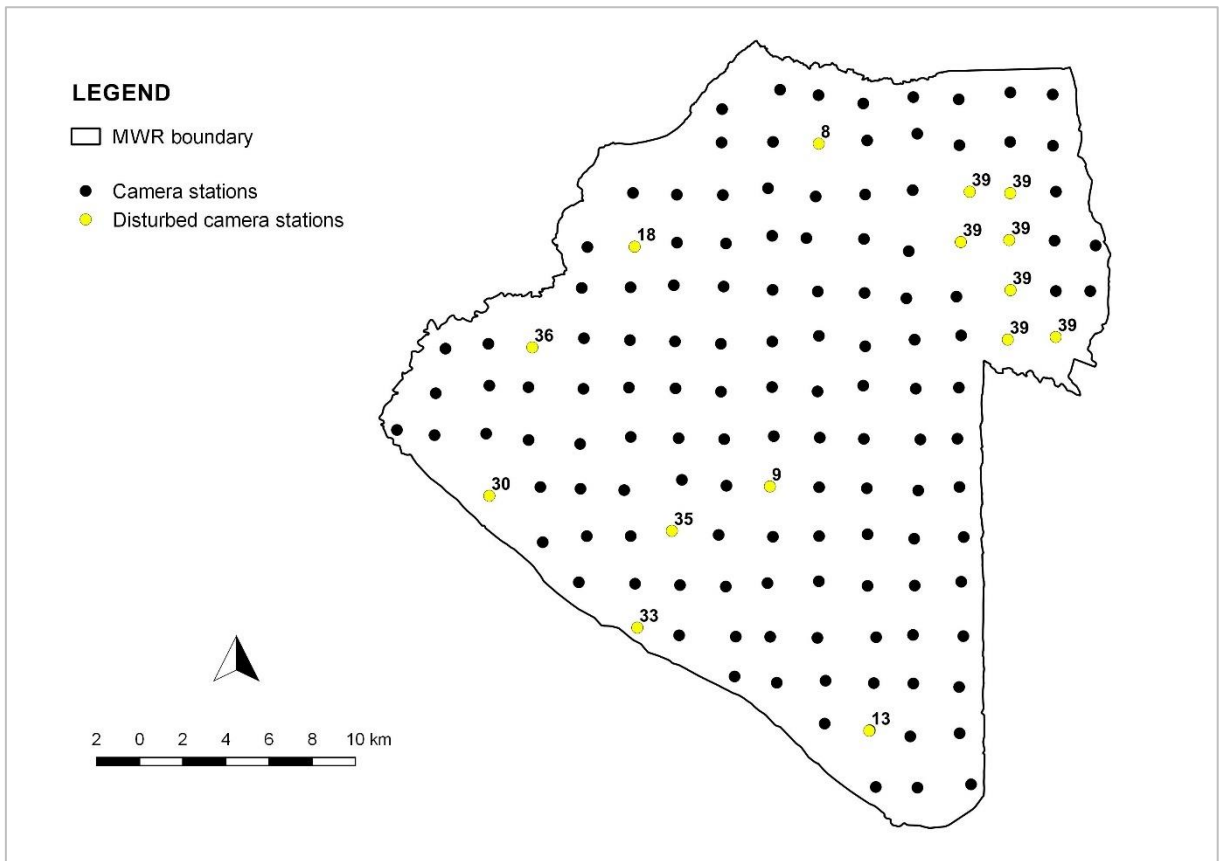 LEGEND
MWR boundary
Camera stations
Disturbed camera stations
8
39 39
18 39 39
39
36 39 39
30 9
35
33
13
2 0 2 4 6 8 10 km